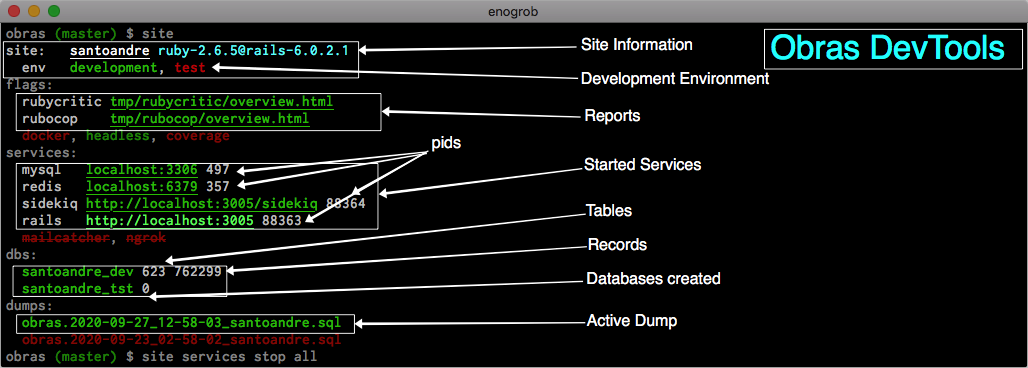 enogrob
obras (master) $ site
site:   santoandre ruby-2.6.5@rails-6.0.2.1
env   development, test
flags:
rubycritic tmp/rubycritic/overview.html
rubocop    tmp/rubocop/overview.html
docker, headless, coverage
services:
mysql   localhost:3306 497
redis   localhost:6379 357
sidekiq http://localhost:3005/sidekiq 88364
rails   http://localhost:3005 88363
mailcatcher, ngrok
dbs:
santoandre_dev 623 762299
santoandre_tst 0
dumps:
obras.2020-09-27_12-58-03_santoandre.sql
obras.2020-09-23_02-58-02_santoandre.sql
obras (master) $ site services stop all
Obras DevTools
Site Information
Development Environment
Reports
pids
Started Services
Tables
Records
Databases created
Active Dump